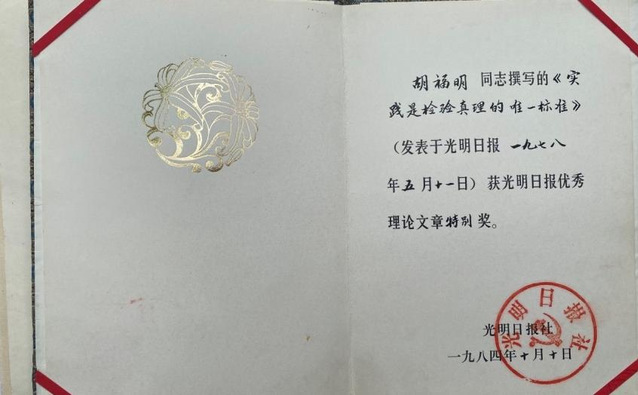 胡福明 同志撰写的《实
践是检验真理的唯一标准》
（发表于光明日报 一九七八
年五月十一日）获光明日报优秀
理论文章特别奖。
光明日报社
光明日报社
一九八四年十月十日